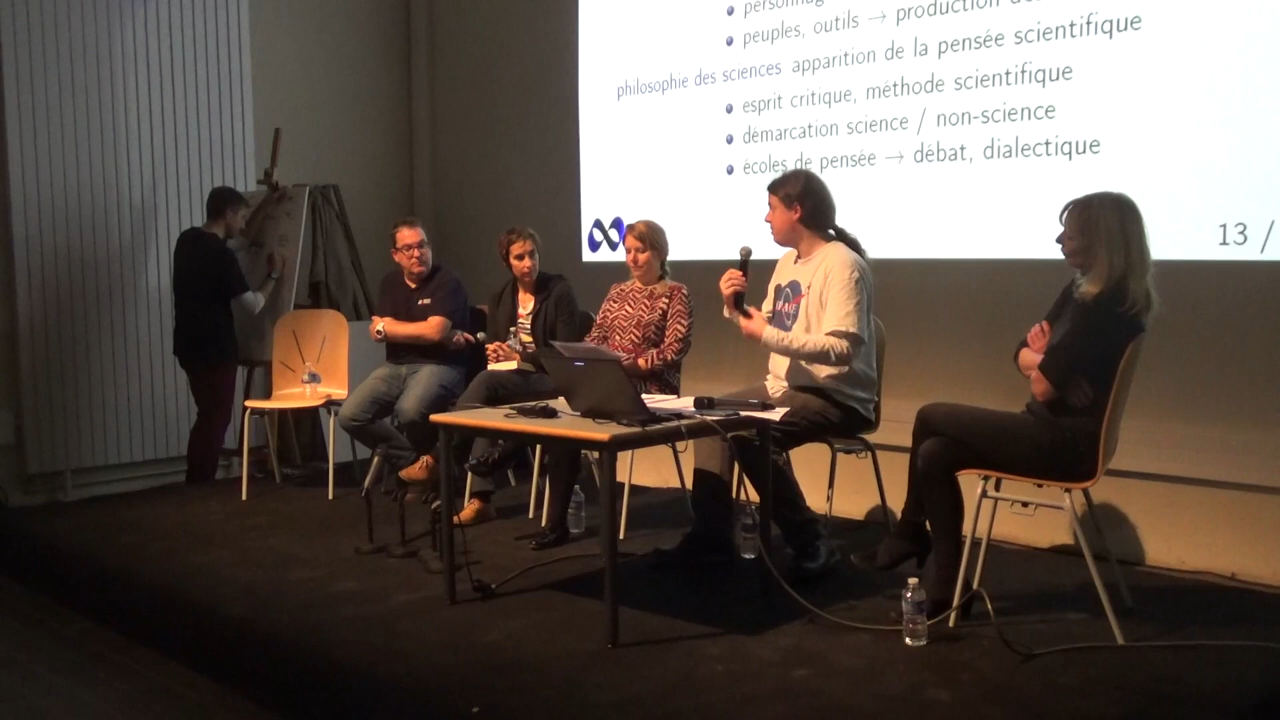 peuples, outils → production
philosophie des sciences apparition de la pensée scientifique
esprit critique, méthode scientifique
démarcation science / non-science
écoles de pensée → débat, dialectique
13 /